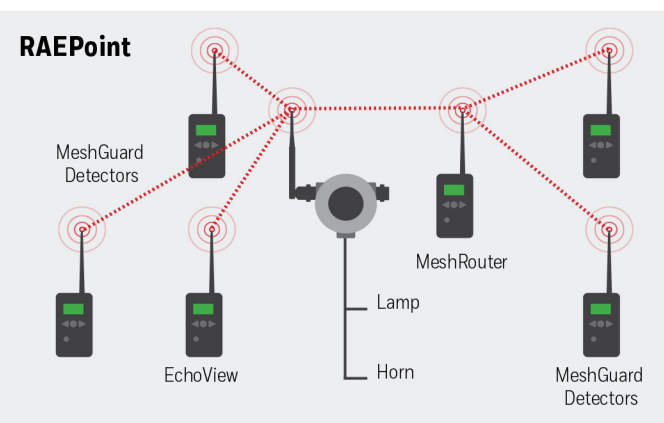 RAEPoint
MeshGuard
Detectors
MeshRouter
Lamp
EchoView
Horn
MeshGuard
Detectors